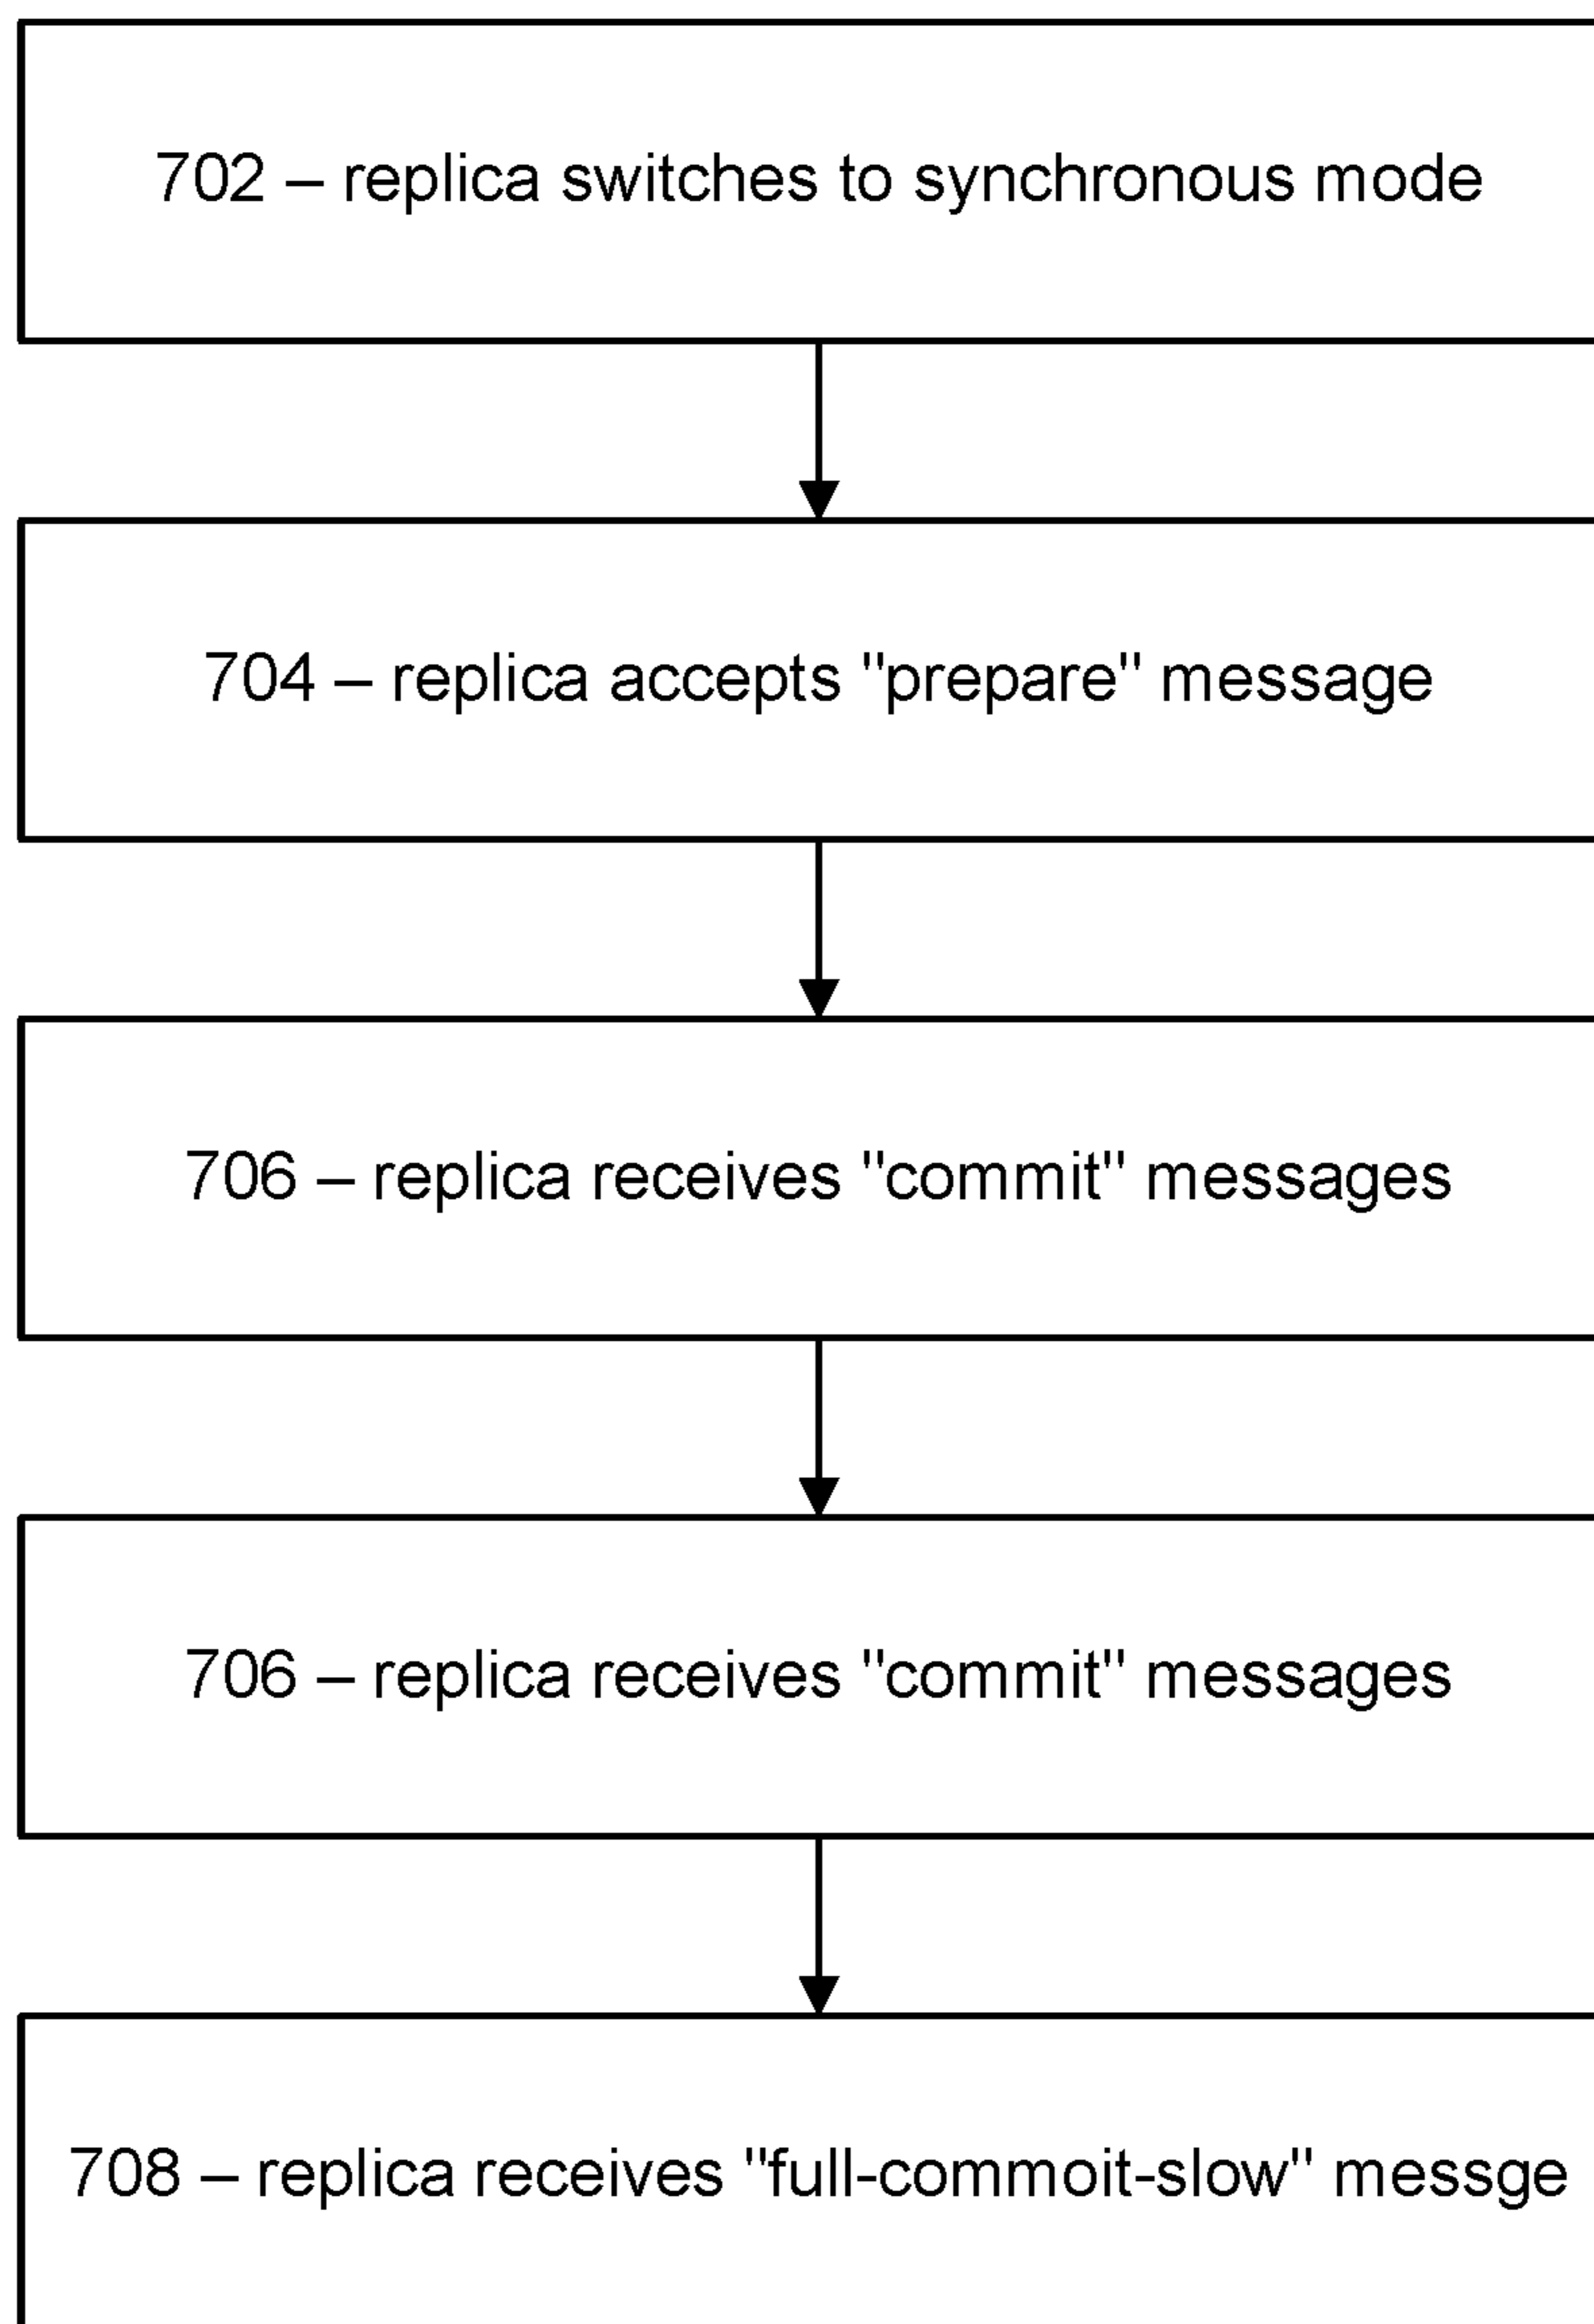 702 – replica switches to synchronous mode
704 – replica accepts "prepare" message
706 – replica receives "commit" messages
706 – replica receives "commit" messages
708 – replica receives "full-commoit-slow" messge